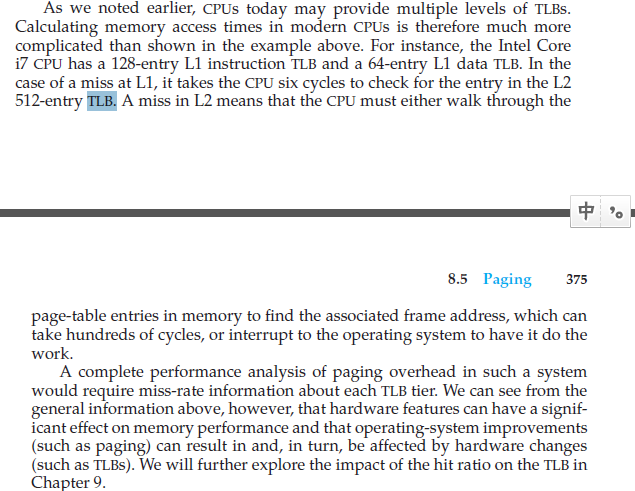 As we noted earlier, CPUs today may provide multiple levels of TLBs.
Calculating memory access times in modern CPUs is therefore much more
complicated than shown in the example above. For instance, the Intel Core
i7 CPU has a 128-entry L1 instruction TLB and a 64-entry L1 data TLB. In the
case of a miss at L1, it takes the CPU six cycles to check for the entry in the L2
512-entry TLB. A miss in L2 means that the CPU must either walk through the
中 °,
8.5 Paging 375
page-table entries in memory to find the associated frame address, which can
take hundreds of cycles, or interrupt to the operating system to have it do the
work.
A complete performance analysis of paging overhead in such a system
would require miss-rate information about each TLB tier. We can see from the
general information above, however, that hardware features can have a signif-
icant effect on memory performance and that operating-system improvements
(such as paging) can result in and, in turn, be affected by hardware changes
(such as TLBs). We will further explore the impact of the hit ratio on the TLB in
Chapter 9.